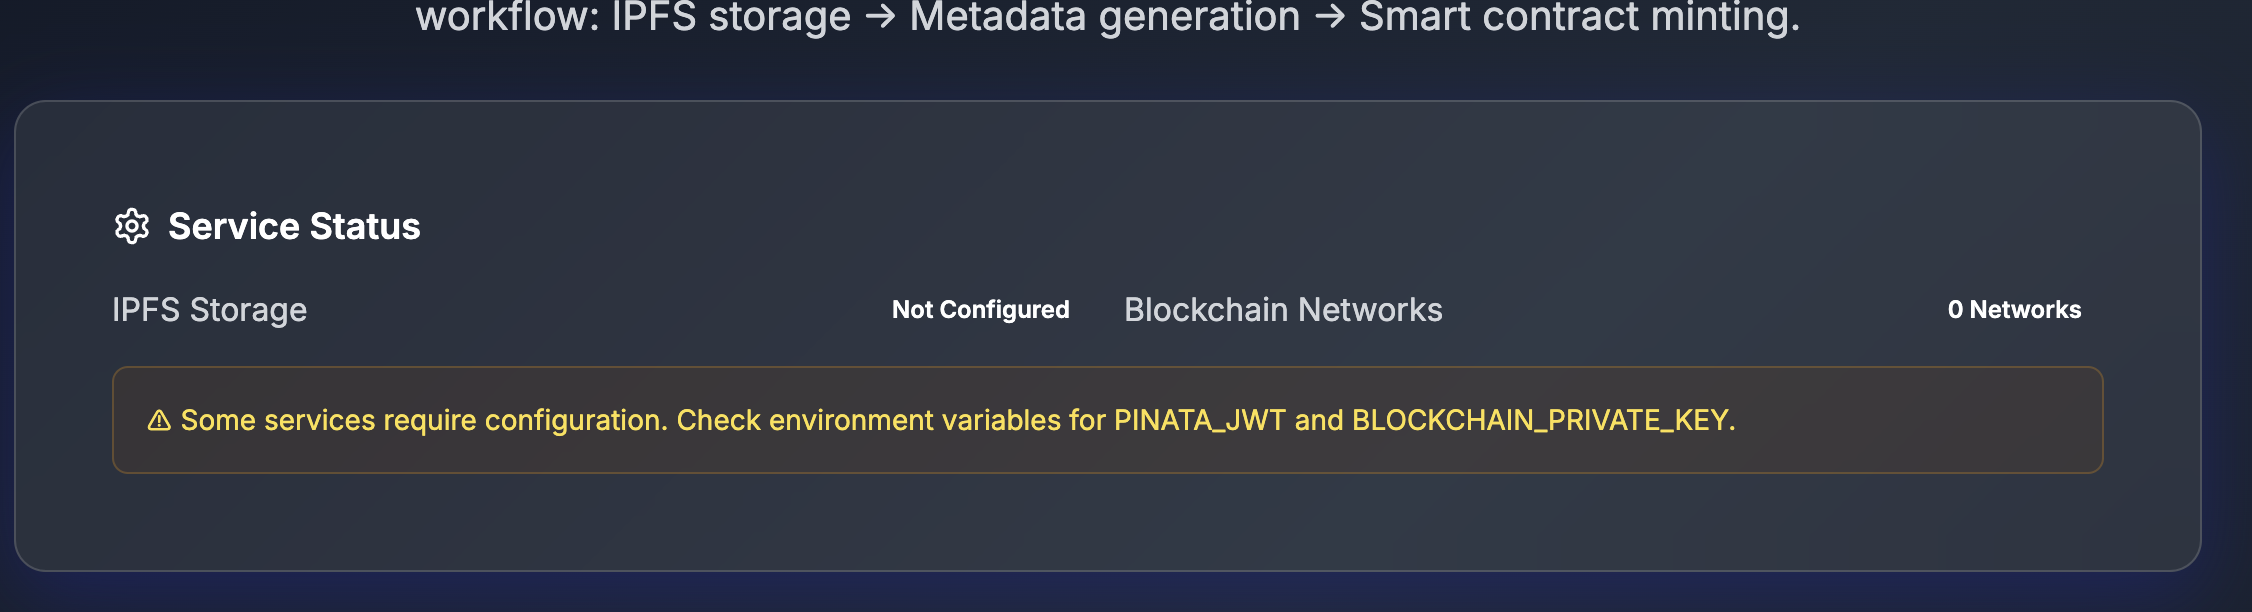 workflow: IPFS storage → Metadata generation → Smart contract minting.
Service Status
IPFS Storage
Not Configured
Blockchain Networks
0 Networks
⚠ Some services require configuration. Check environment variables for PINATA_JWT and BLOCKCHAIN_PRIVATE_KEY.